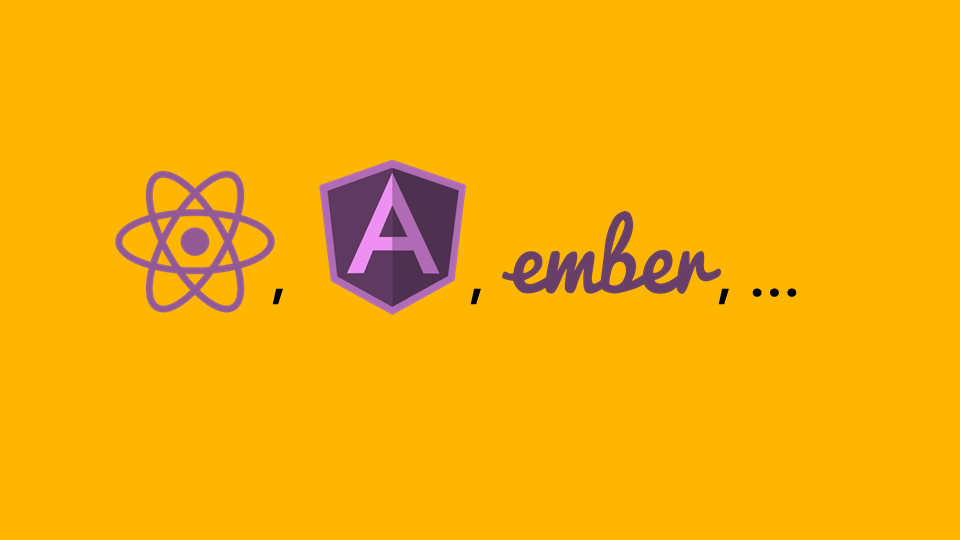 , A, ember, ...